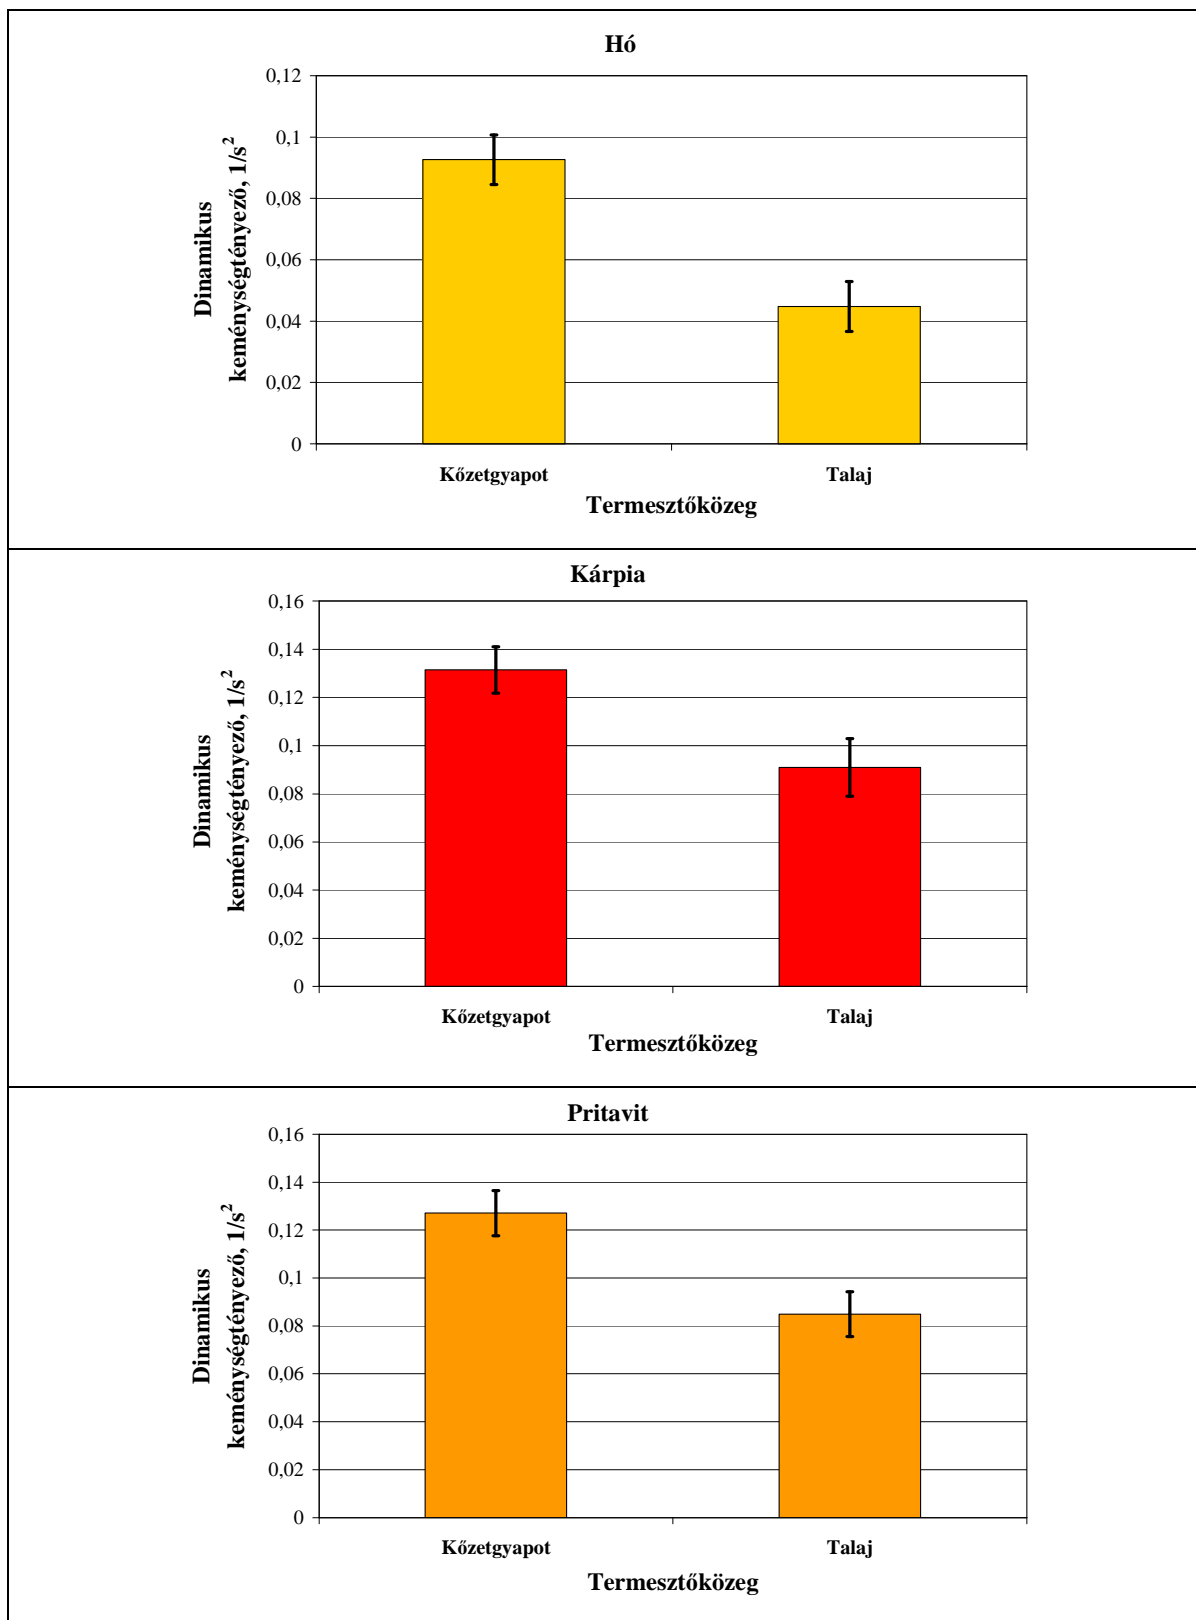 Hó
Dinamikus
keménységtényező, 1/s²
0,12
0,1
0,08
0,06
0,04
0,02
0
Kőzetgyapot Talaj
Termesztőközeg
Kárpia
Dinamikus
keménységtényező, 1/s²
0,16
0,14
0,12
0,1
0,08
0,06
0,04
0,02
0
Kőzetgyapot Talaj
Termesztőközeg
Pritavit
Dinamikus
keménységtényező, 1/s²
0,16
0,14
0,12
0,1
0,08
0,06
0,04
0,02
0
Kőzetgyapot Talaj
Termesztőközeg